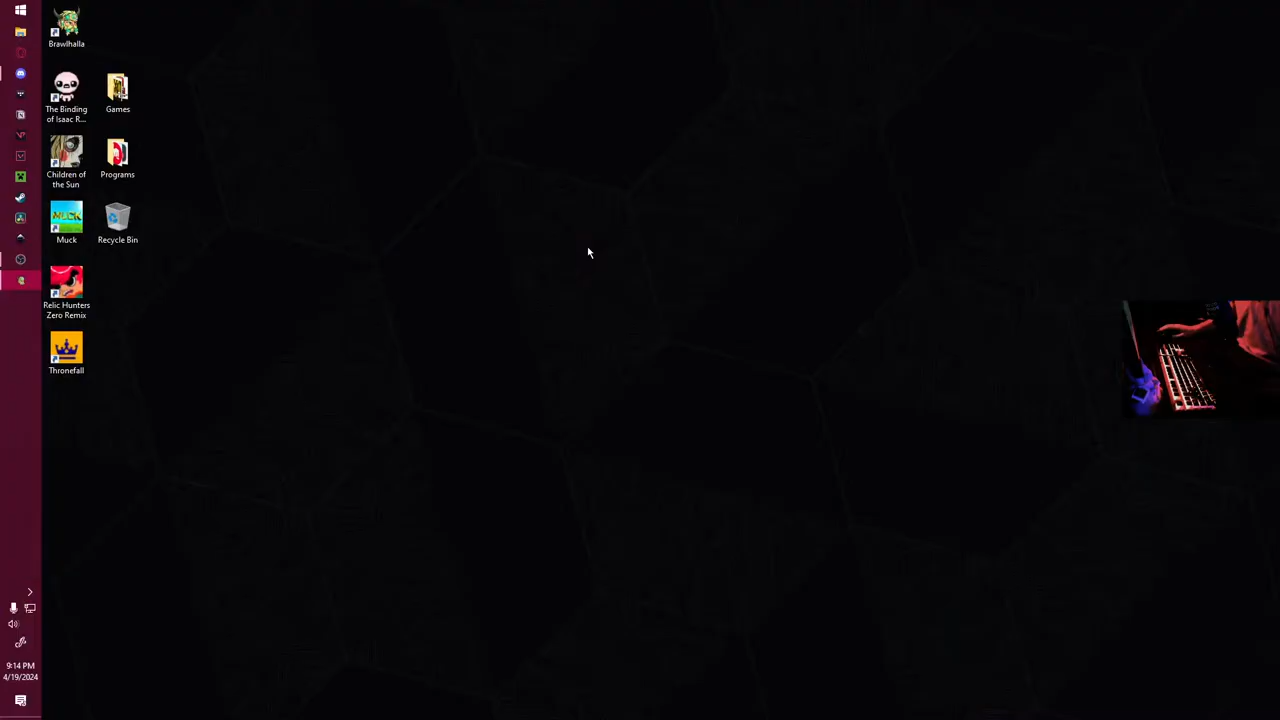 Brawlhalla
The Binding
of Isaac R...
Games
Children of
the Sun
Programs
MUCK
Muck
Recycle Bin
Relic Hunters
Zero Remix
Thronefall
9:14 PM
4/19/2024